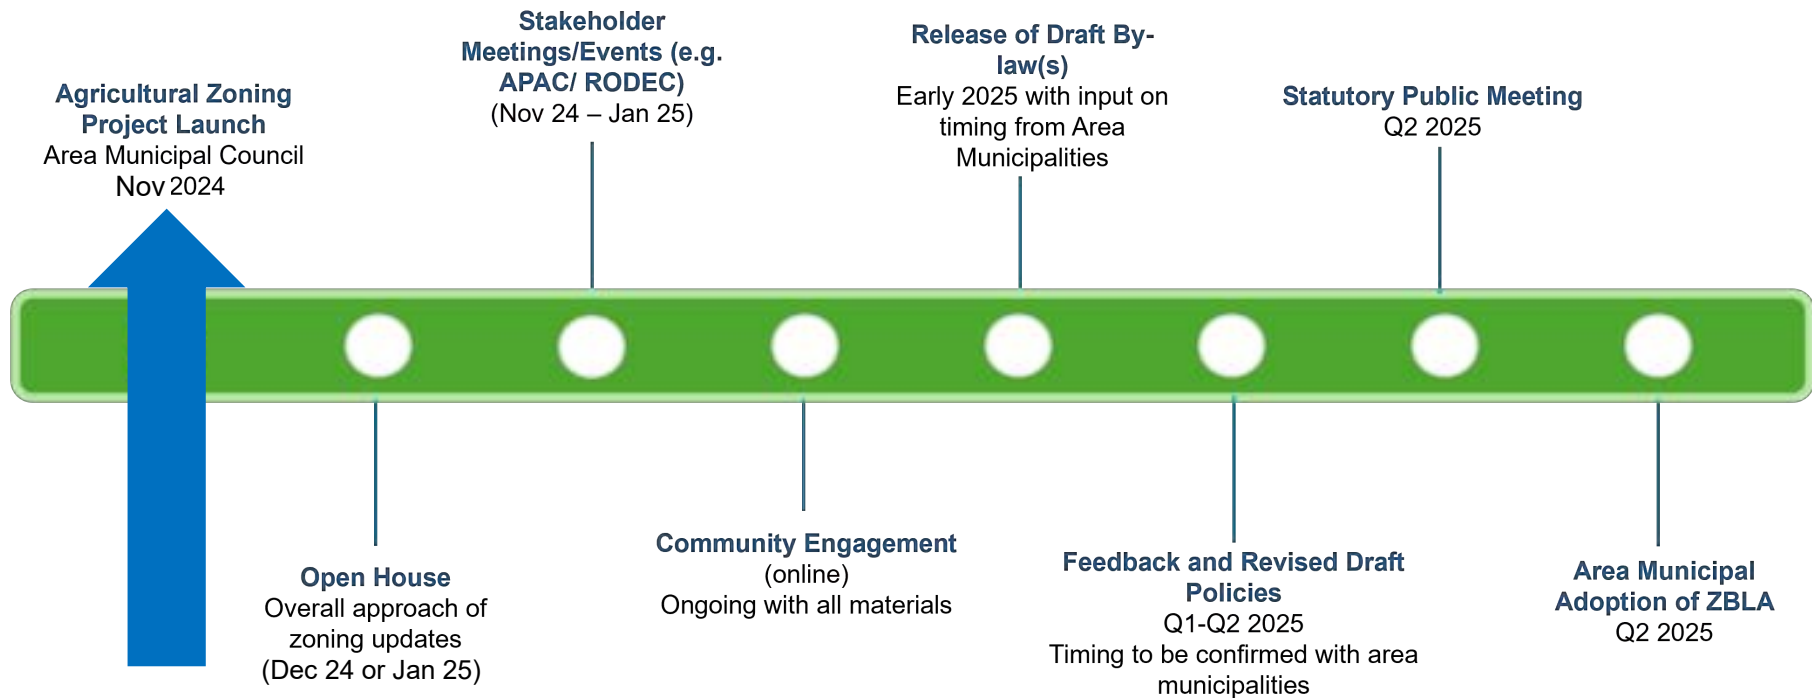 Agricultural Zoning
Project Launch
Area Municipal Council
Nov 2024
Open House
Overall approach of
zoning updates
(Dec 24 or Jan 25)
Stakeholder
Meetings/Events (e.g.
APAC/ RODEC)
(Nov 24 – Jan 25)
Community Engagement
(online)
Ongoing with all materials
Release of Draft By-
law(s)
Early 2025 with input on
timing from Area
Municipalities
Feedback and Revised Draft
Policies
Q1-Q2 2025
Timing to be confirmed with area
municipalities
Statutory Public Meeting
Q2 2025
Area Municipal
Adoption of ZBLA
Q2 2025